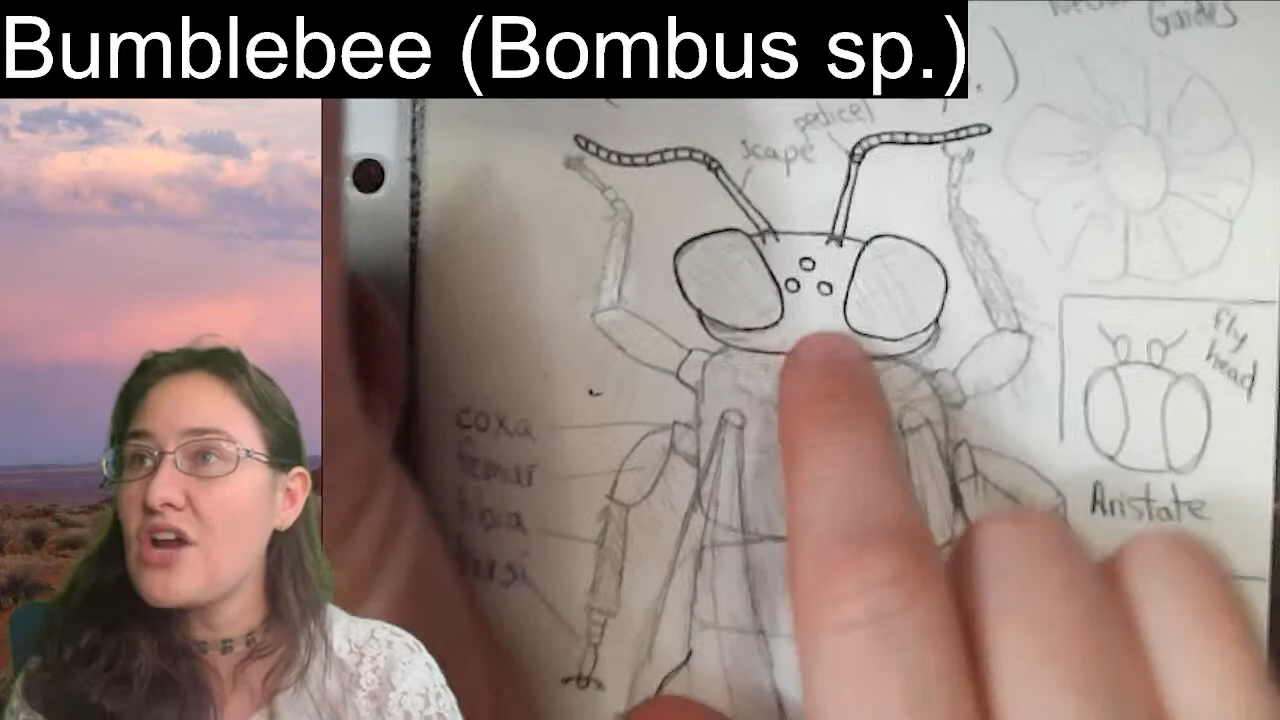 Bumblebee (Bombus sp.)
Guides
pedicel
scape
fly
head
coxa
femur
tibia
tarsi
Aristate